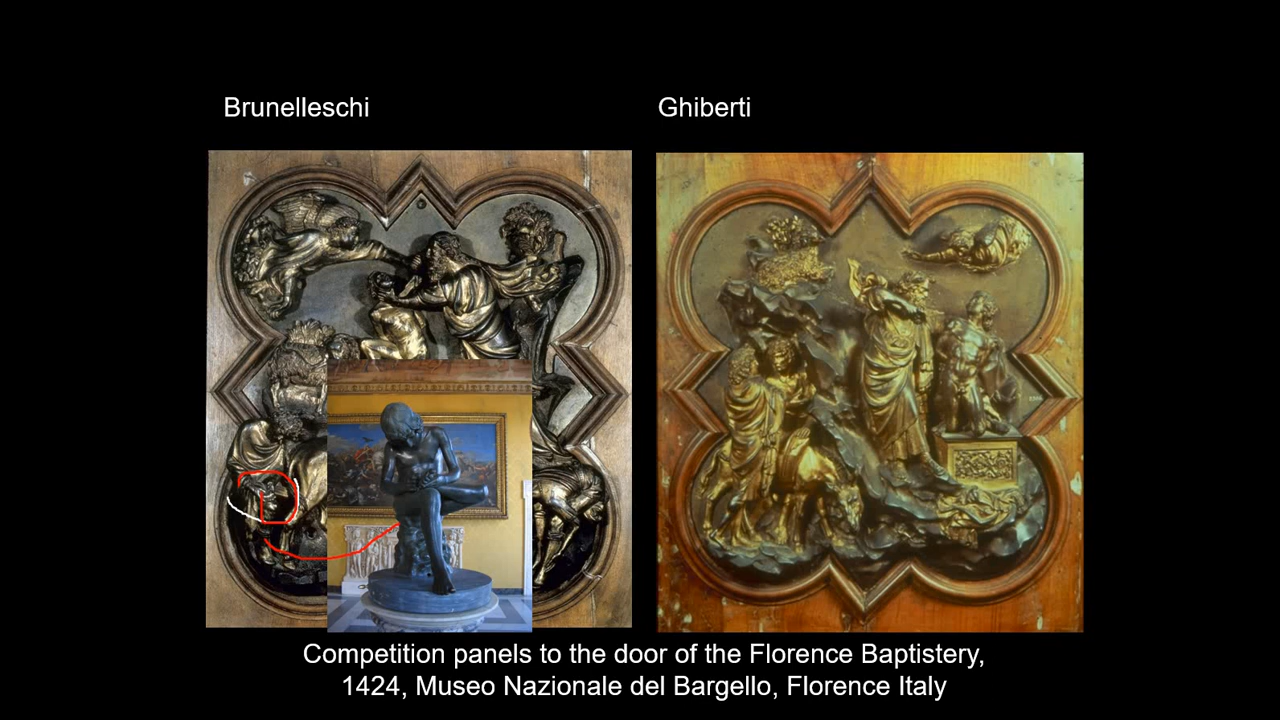 Brunelleschi
Ghiberti
Competition panels to the door of the Florence Baptistery,
1424, Museo Nazionale del Bargello, Florence Italy